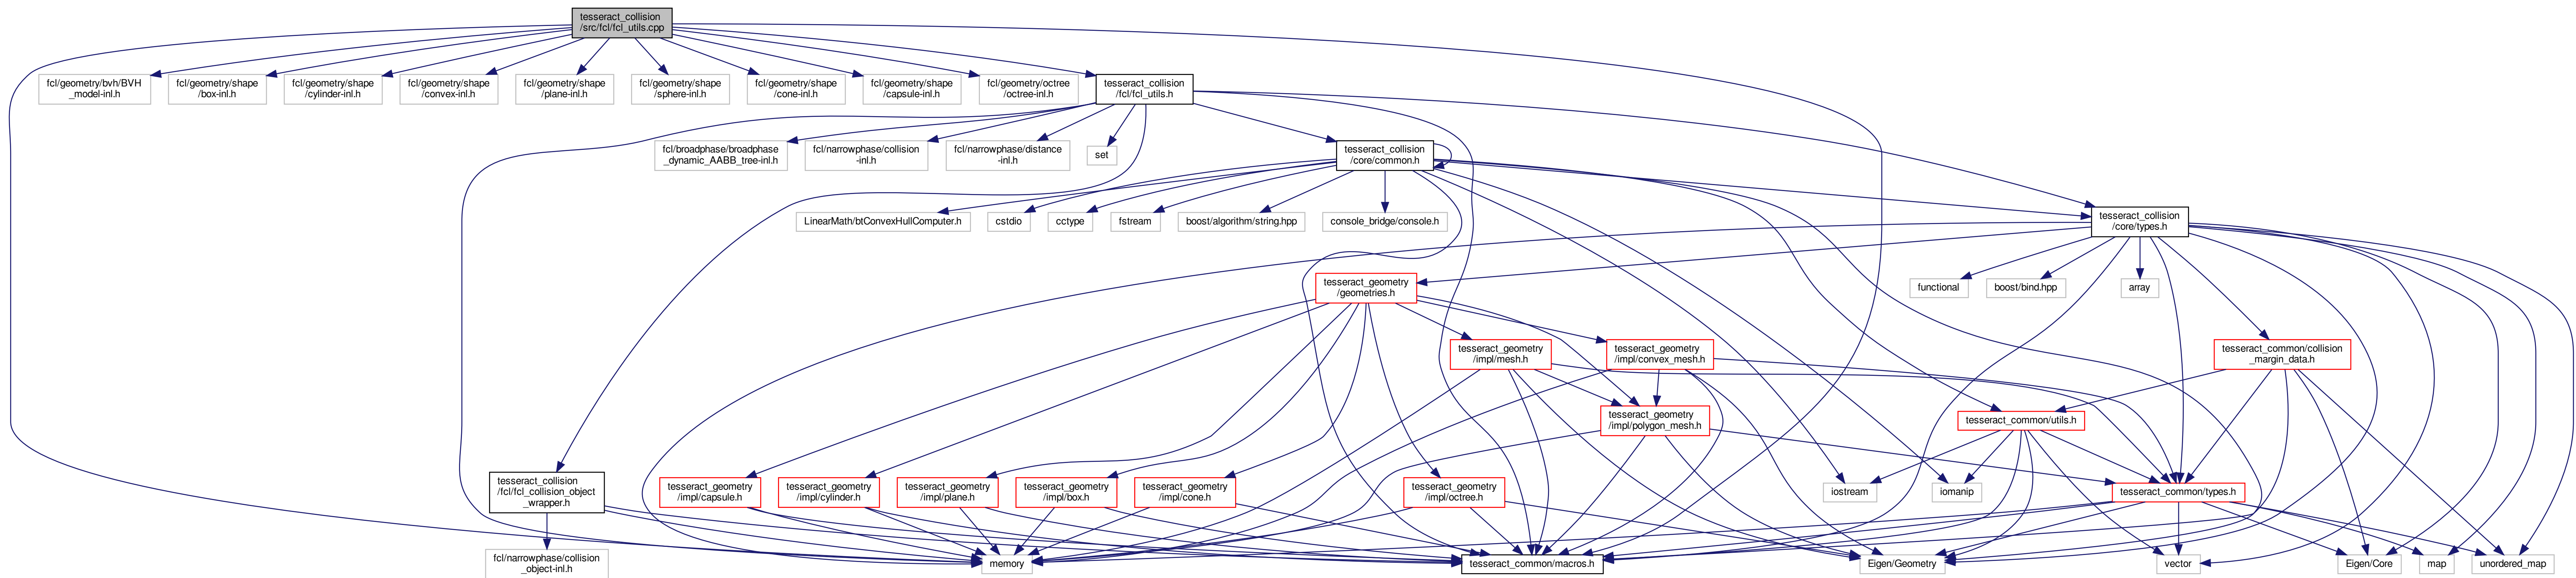 tesseract_collision
/src/fcl/fcl_utils.cpp
fcl/geometry/bvh/BVH
_model-inl.h
fcl/geometry/shape
/box-inl.h
fcl/geometry/shape
/cylinder-inl.h
fcl/geometry/shape
/convex-inl.h
fcl/geometry/shape
/plane-inl.h
fcl/geometry/shape
/sphere-inl.h
fcl/geometry/shape
/cone-inl.h
fcl/geometry/shape
/capsule-inl.h
fcl/geometry/octree
/octree-inl.h
tesseract_collision
/fcl/fcl_utils.h
fcl/broadphase/broadphase
_dynamic_AABB_tree-inl.h
fcl/narrowphase/collision
-inl.h
fcl/narrowphase/distance
-inl.h
set
tesseract_collision
/core/common.h
LinearMath/btConvexHullComputer.h
cstdio
cctype
fstream
boost/algorithm/string.hpp
console_bridge/console.h
tesseract_collision
/core/types.h
tesseract_geometry
/geometries.h
functional
boost/bind.hpp
array
tesseract_geometry
/impl/mesh.h
tesseract_geometry
/impl/convex_mesh.h
tesseract_common/collision
_margin_data.h
tesseract_geometry
/impl/polygon_mesh.h
tesseract_common/utils.h
tesseract_collision
/fcl/fcl_collision_object
_wrapper.h
tesseract_geometry
/impl/capsule.h
tesseract_geometry
/impl/cylinder.h
tesseract_geometry
/impl/plane.h
tesseract_geometry
/impl/box.h
tesseract_geometry
/impl/cone.h
tesseract_geometry
/impl/octree.h
iostream
iomanip
tesseract_common/types.h
fcl/narrowphase/collision
_object-inl.h
memory
tesseract_common/macros.h
Eigen/Geometry
vector
Eigen/Core
map
unordered_map